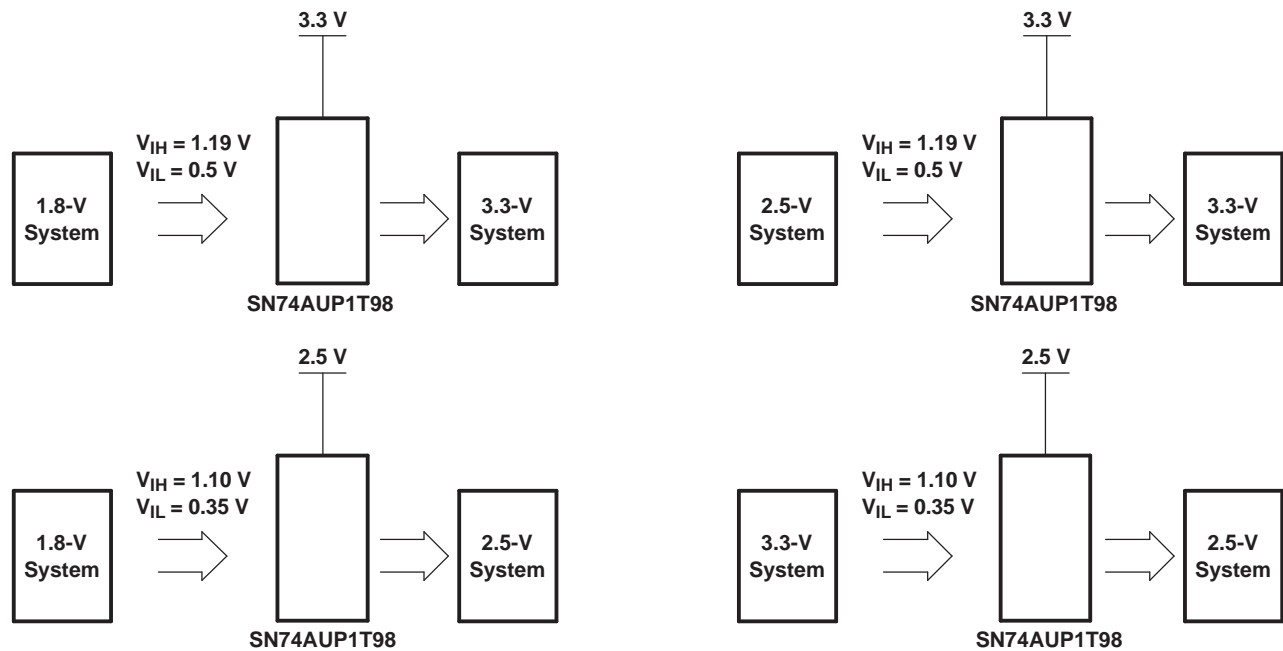 3.3 V
V_IH = 1.19 V
V_IL = 0.5 V
1.8-V
System
3.3-V
System
SN74AUP1T98
3.3 V
V_IH = 1.19 V
V_IL = 0.5 V
2.5-V
System
3.3-V
System
SN74AUP1T98
2.5 V
V_IH = 1.10 V
V_IL = 0.35 V
1.8-V
System
2.5-V
System
SN74AUP1T98
2.5 V
V_IH = 1.10 V
V_IL = 0.35 V
3.3-V
System
2.5-V
System
SN74AUP1T98